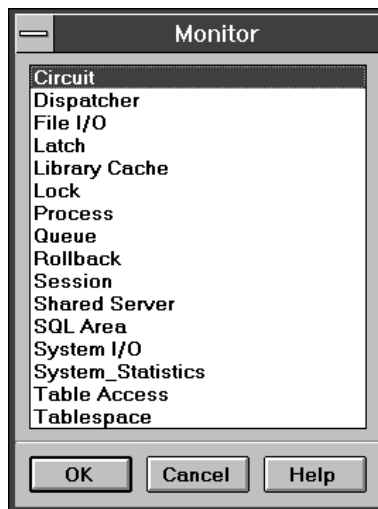 Monitor
Circuit
Dispatcher
File I/O
Latch
Library Cache
Lock
Process
Queue
Rollback
Session
Shared Server
SQL Area
System I/O
System_Statistics
Table Access
Tablespace
OK Cancel Help